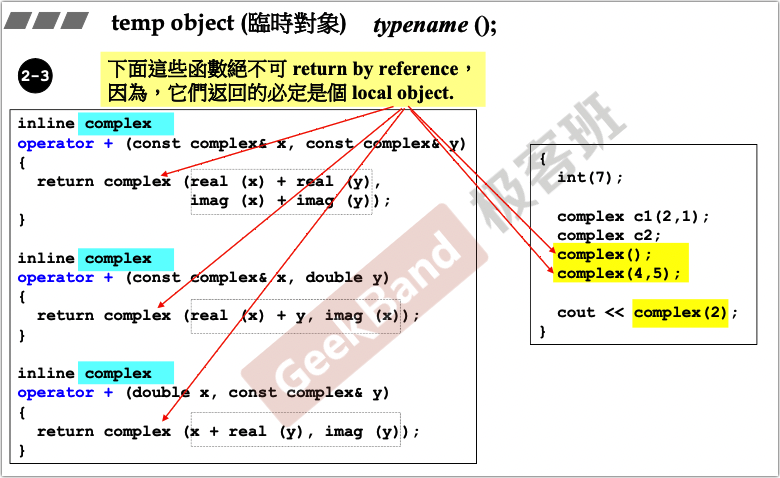 temp object (臨時對象) typename ();
2-3
下面這些函數絕不可 return by reference，
因為，它們返回的必定是個 local object.
inline complex
operator + (const complex& x, const complex& y)
{
return complex (real (x) + real (y),
imag (x) + imag (y));
}
inline complex
operator + (const complex& x, double y)
{
return complex (real (x) + y, imag (x));
}
inline complex
operator + (double x, const complex& y)
{
return complex (x + real (y), imag (y));
}
{
int(7);
complex c1(2,1);
complex c2;
complex();
complex(4,5);
cout << complex(2);
}
GeekBand 极客班